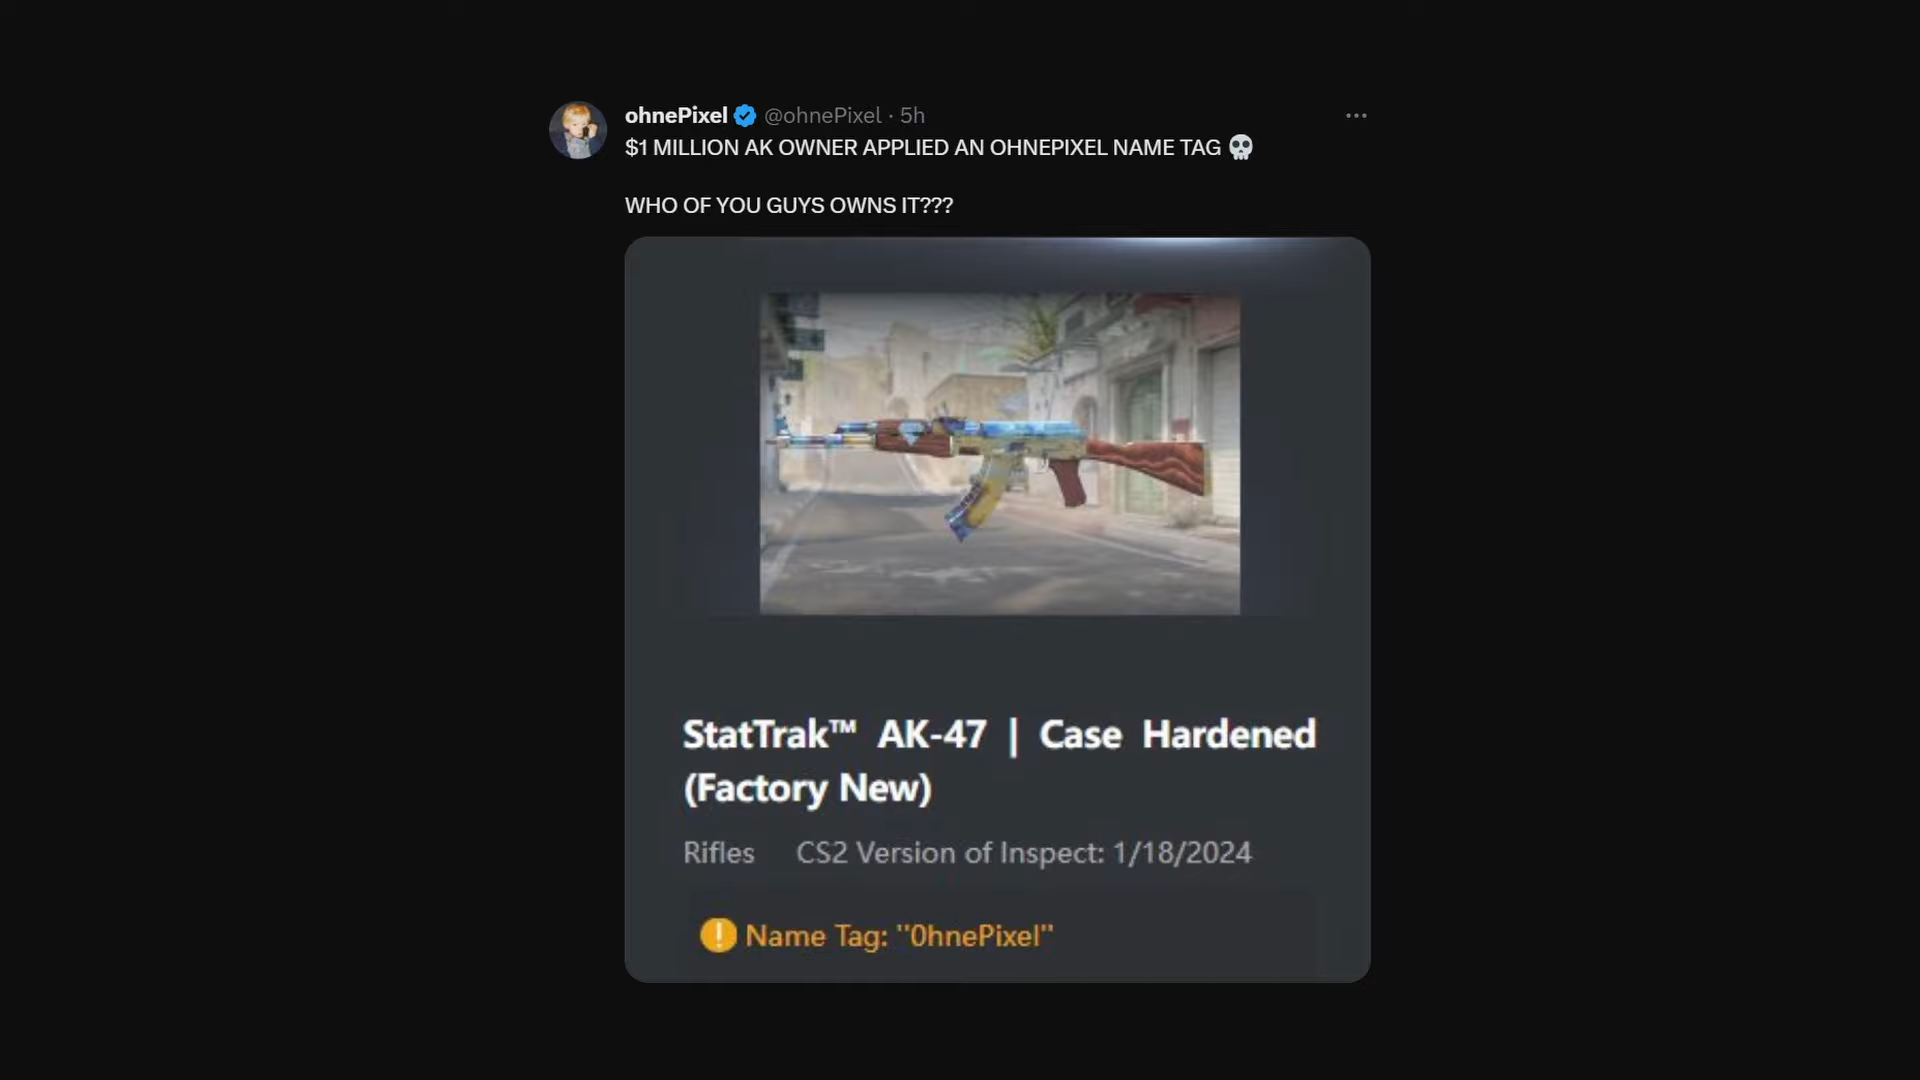 ohnePixel @ohnePixel · 5h
$1 MILLION AK OWNER APPLIED AN OHNEPIXEL NAME TAG 💀
WHO OF YOU GUYS OWNS IT???
StatTrak™ AK-47 | Case Hardened
(Factory New)
Rifles CS2 Version of Inspect: 1/18/2024
Name Tag: ''0hnePixel''